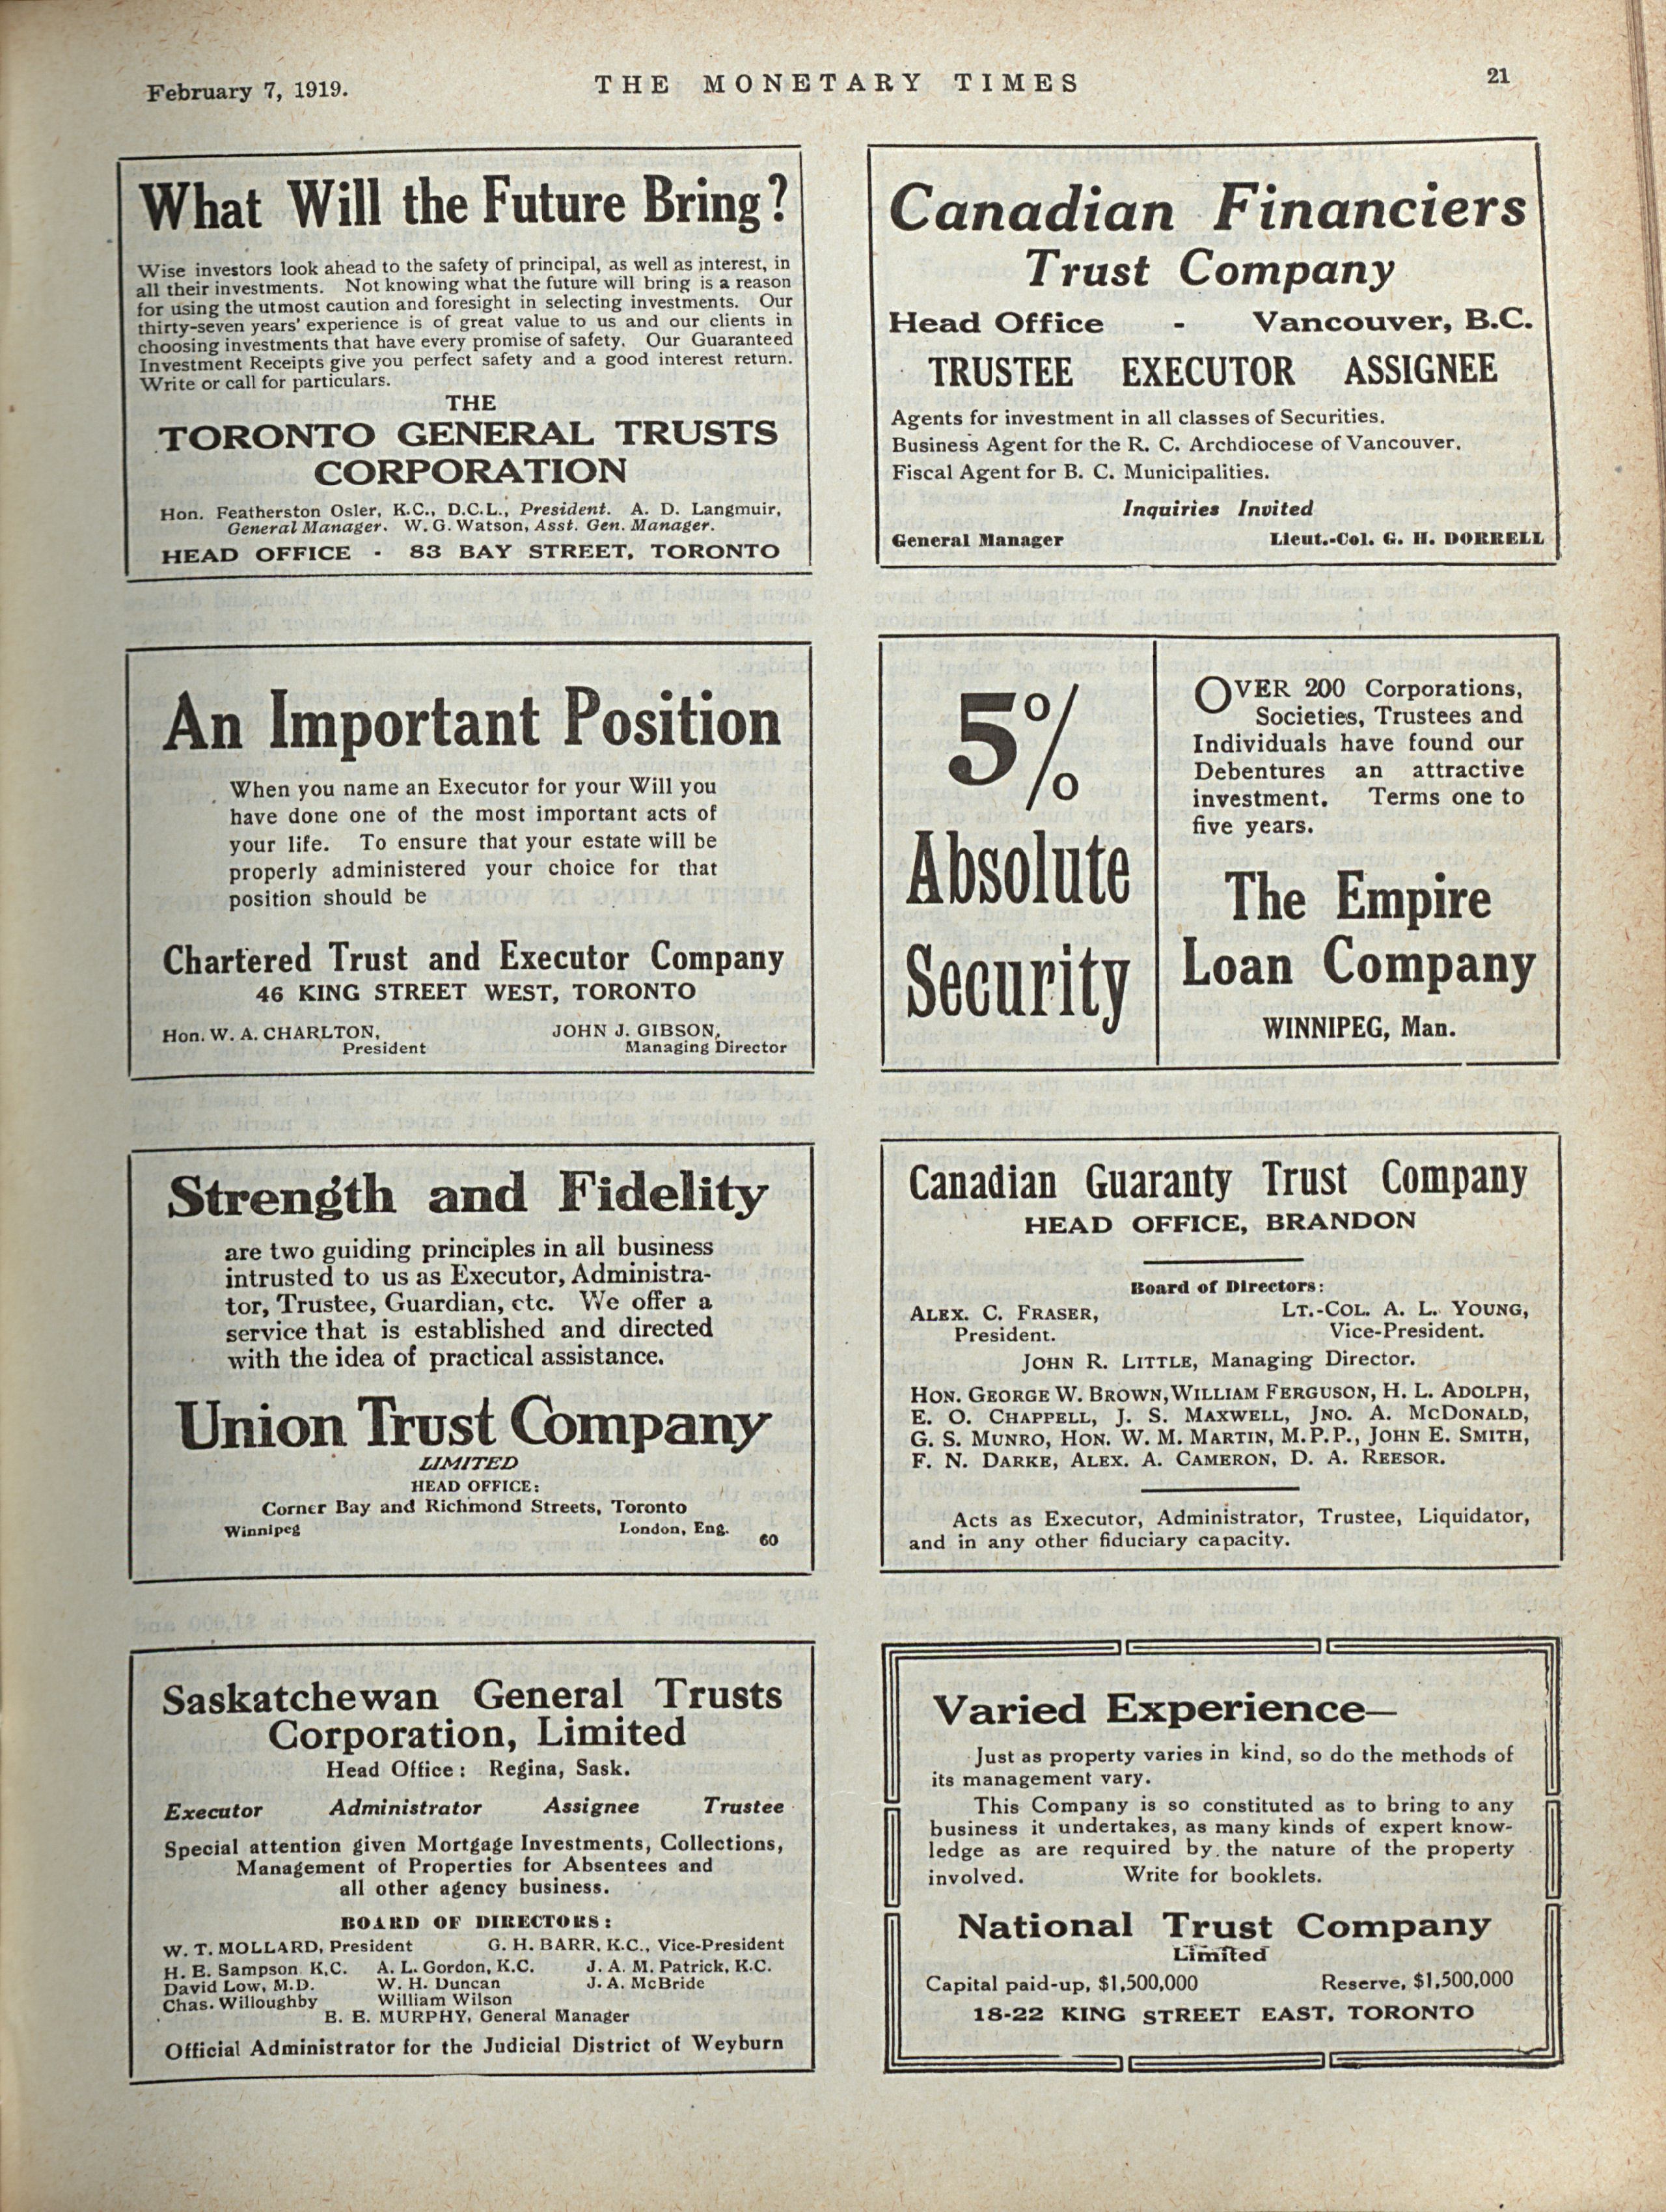 February 7, 1919.
THE MONETARY TIMES
21
What Will the Future Bring?
Wise investors look ahead to the safety of principal, as well as interest, in
all their investments. Not knowing what the future will bring is a reason
for using the utmost caution and foresight in selecting investments. Our
thirty-seven years' experience is of great value to us and our clients in
choosing investments that have every promise of safety. Our Guaranteed
Investment Receipts give you perfect safety and a good interest return.
Write or call for particulars.
THE
TORONTO GENERAL TRUSTS
CORPORATION
Hon. Featherston Osler, K.C., D.C.L., President. A. D. Langmuir,
General Manager. W. G. Watson, Asst. Gen. Manager.
HEAD OFFICE - 83 BAY STREET, TORONTO
Canadian Financiers
Trust Company
Head Office - Vancouver, B.C.
TRUSTEE EXECUTOR ASSIGNEE
Agents for investment in all classes of Securities.
Business Agent for the R. C. Archdiocese of Vancouver.
Fiscal Agent for B. C. Municipalities.
Inquiries Invited
General Manager Lieut.-Col. G. H. DORRELL
An Important Position
When you name an Executor for your Will you
have done one of the most important acts of
your life. To ensure that your estate will be
properly administered your choice for that
position should be
Chartered Trust and Executor Company
46 KING STREET WEST, TORONTO
Hon. W. A. CHARLTON, JOHN J. GIBSON,
President Managing Director
5%
Absolute
Security
OVER 200 Corporations,
Societies, Trustees and
Individuals have found our
Debentures an attractive
investment. Terms one to
five years.
The Empire
Loan Company
WINNIPEG, Man.
Strength and Fidelity
are two guiding principles in all business
intrusted to us as Executor, Administra-
tor, Trustee, Guardian, etc. We offer a
service that is established and directed
with the idea of practical assistance.
Union Trust Company
LIMITED
HEAD OFFICE:
Corner Bay and Richmond Streets, Toronto
Winnipeg London, Eng.
60
Canadian Guaranty Trust Company
HEAD OFFICE, BRANDON
Board of Directors:
ALEX. C. FRASER, LT.-COL. A. L. YOUNG,
President. Vice-President.
JOHN R. LITTLE, Managing Director.
HON. GEORGE W. BROWN, WILLIAM FERGUSON, H. L. ADOLPH,
E. O. CHAPPELL, J. S. MAXWELL, JNO. A. MCDONALD,
G. S. MUNRO, HON. W. M. MARTIN, M.P.P., JOHN E. SMITH,
F. N. DARKE, ALEX. A. CAMERON, D. A. REESOR.
Acts as Executor, Administrator, Trustee, Liquidator,
and in any other fiduciary capacity.
Saskatchewan General Trusts
Corporation, Limited
Head Office: Regina, Sask.
Executor Administrator Assignee Trustee
Special attention given Mortgage Investments, Collections,
Management of Properties for Absentees and
all other agency business.
BOARD OF DIRECTORS:
W. T. MOLLARD, President G. H. BARR, K.C., Vice-President
H. E. Sampson K.C. A. L. Gordon, K.C. J. A. M. Patrick, K.C.
David Low, M.D. W. H. Duncan J. A. McBride
Chas. Willoughby William Wilson
E. E. MURPHY, General Manager
Official Administrator for the Judicial District of Weyburn
Varied Experience—
Just as property varies in kind, so do the methods of
its management vary.
This Company is so constituted as to bring to any
business it undertakes, as many kinds of expert know-
ledge as are required by the nature of the property
involved. Write for booklets.
National Trust Company
Limited
Capital paid-up, $1,500,000 Reserve, $1,500,000
18-22 KING STREET EAST, TORONTO